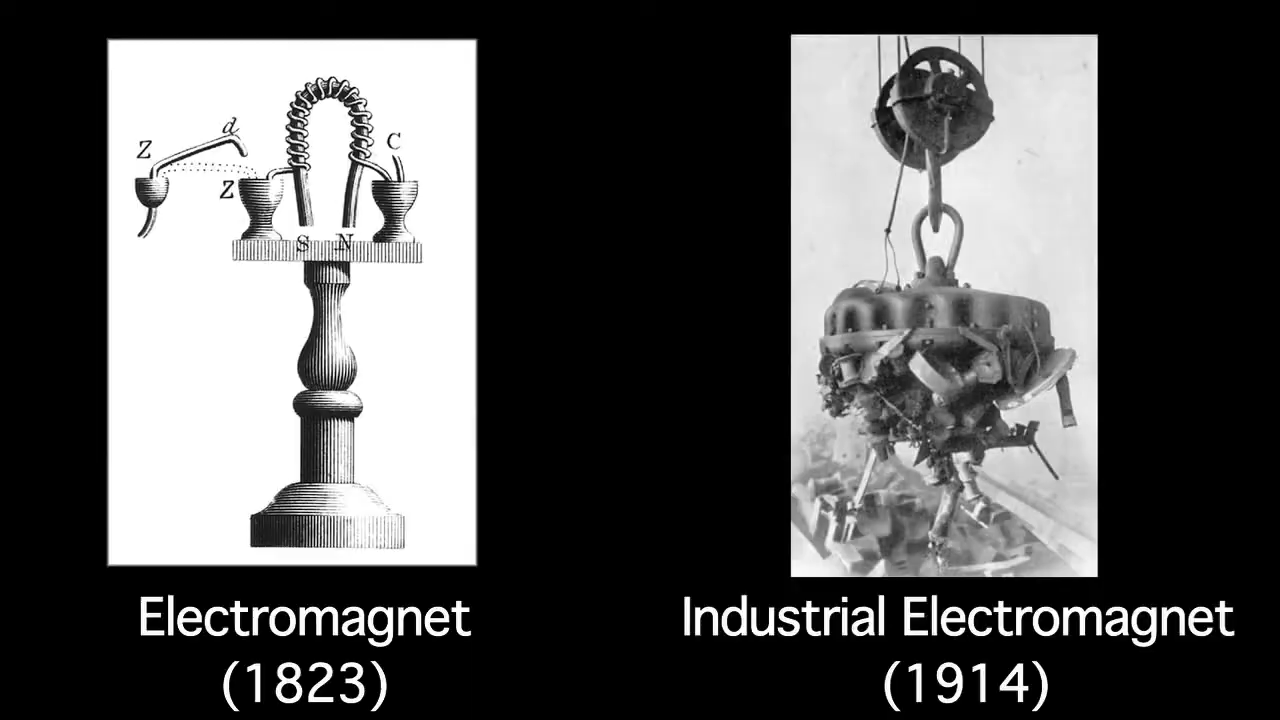 d
Z
C
Z
S N
Electromagnet
(1823)
Industrial Electromagnet
(1914)